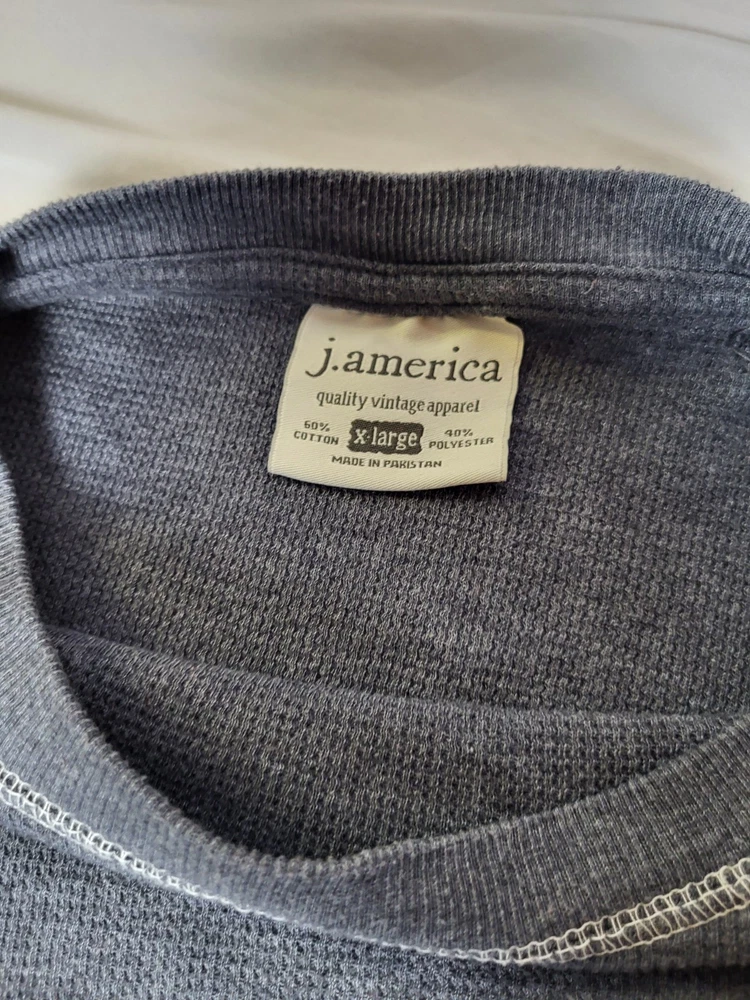 j.america
quality vintage apparel
60% COTTON x-large 40% POLYESTER
MADE IN PAKISTAN